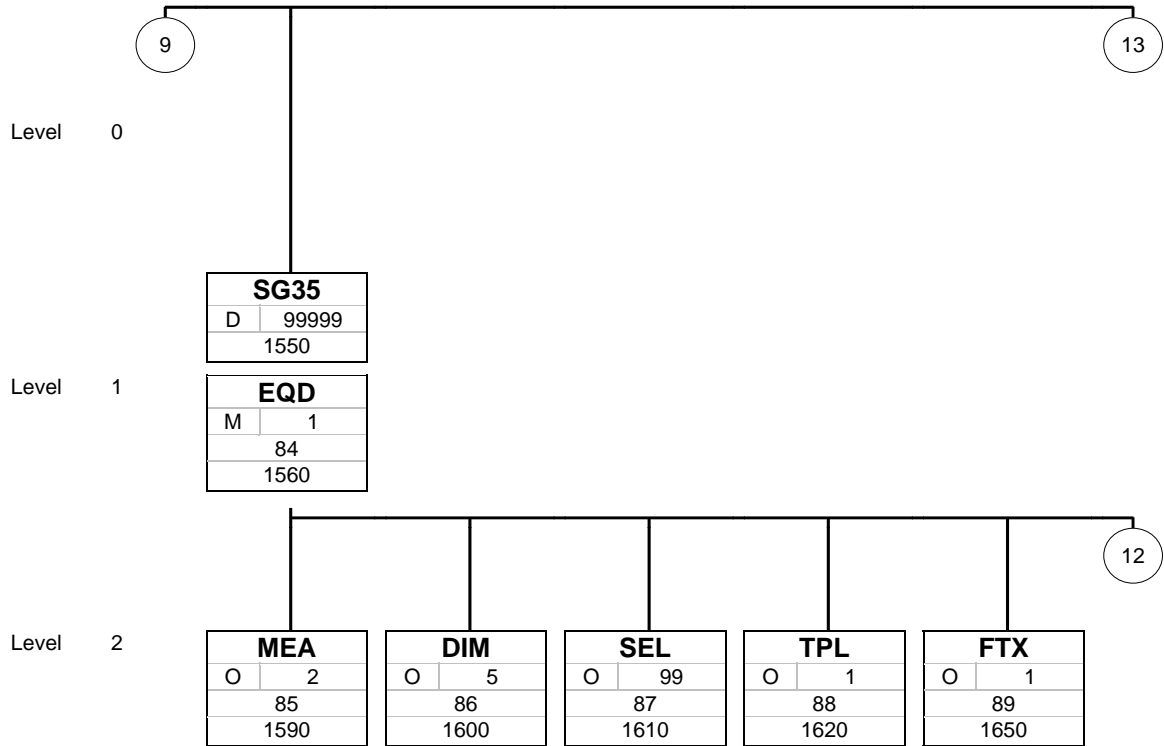 9 13
Level 0
SG35
D 99999
1550
Level 1
EQD
M 1
84
1560
12
Level 2
MEA DIM SEL TPL FTX
O 2 O 5 O 99 O 1 O 1
85 86 87 88 89
1590 1600 1610 1620 1650